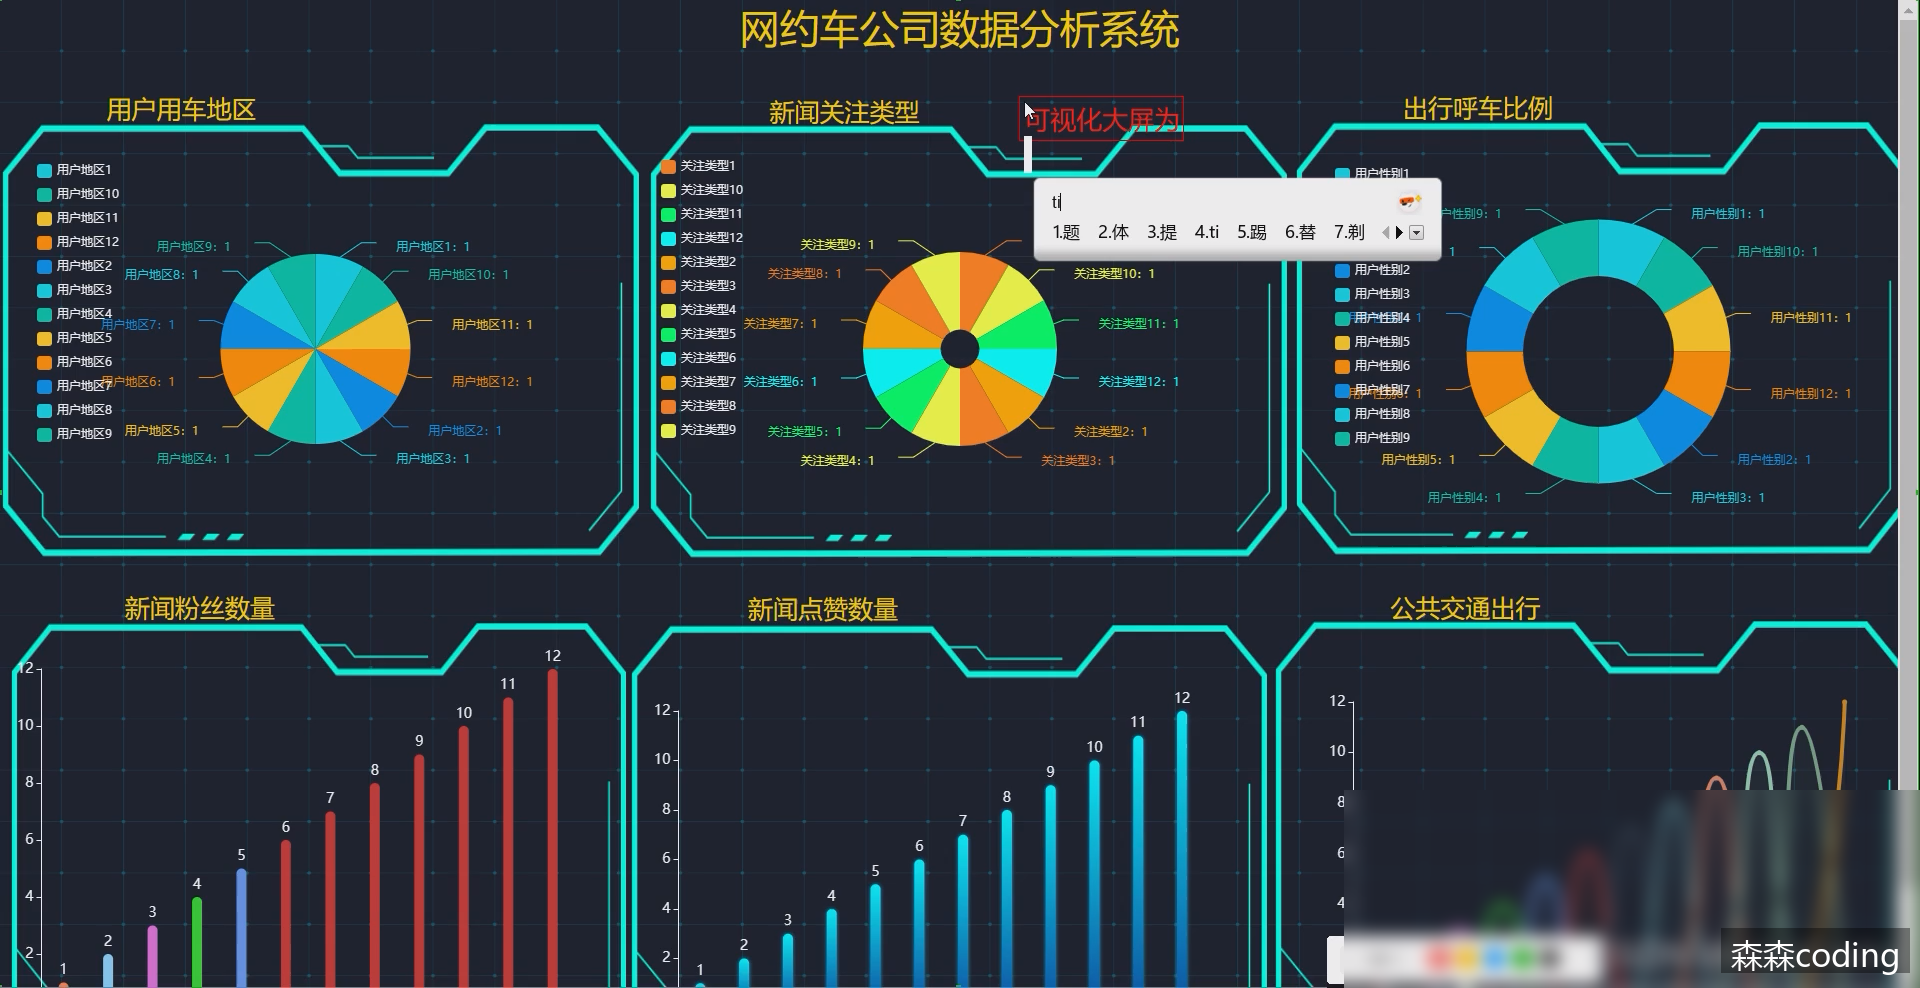 网约车公司数据分析系统
用户用车地区
新闻关注类型
可视化大屏为
出行呼车比例
用户地区1
用户地区10
用户地区11
用户地区12
用户地区2
用户地区3
用户地区4
用户地区5
用户地区6
用户地区7
用户地区8
用户地区9
用户地区9：1
用户地区8：1
用户地区7：1
用户地区6：1
用户地区5：1
用户地区4：1
用户地区1：1
用户地区10：1
用户地区11：1
用户地区12：1
用户地区2：1
用户地区3：1
关注类型1
关注类型10
关注类型11
关注类型12
关注类型2
关注类型3
关注类型4
关注类型5
关注类型6
关注类型7
关注类型8
关注类型9
关注类型9：1
关注类型8：1
关注类型7：1
关注类型6：1
关注类型5：1
关注类型4：1
关注类型10：1
关注类型11：1
关注类型12：1
关注类型2：1
关注类型3：1
ti
1.题 2.体 3.提 4.ti 5.踢 6.替 7.剃
用户性别1
用户性别2
用户性别3
用户性别4
用户性别5
用户性别6
用户性别7
用户性别8
用户性别9
户性别9：1
1
1
1
用户性别5：1
用户性别4：1
用户性别1：1
用户性别10：1
用户性别11：1
用户性别12：1
用户性别2：1
用户性别3：1
新闻粉丝数量
12
10
8
6
4
2
1
2
3
4
5
6
7
8
9
10
11
12
新闻点赞数量
12
10
8
6
4
2
1
2
3
4
5
6
7
8
9
10
11
12
公共交通出行
12
10
8
6
4
森森coding